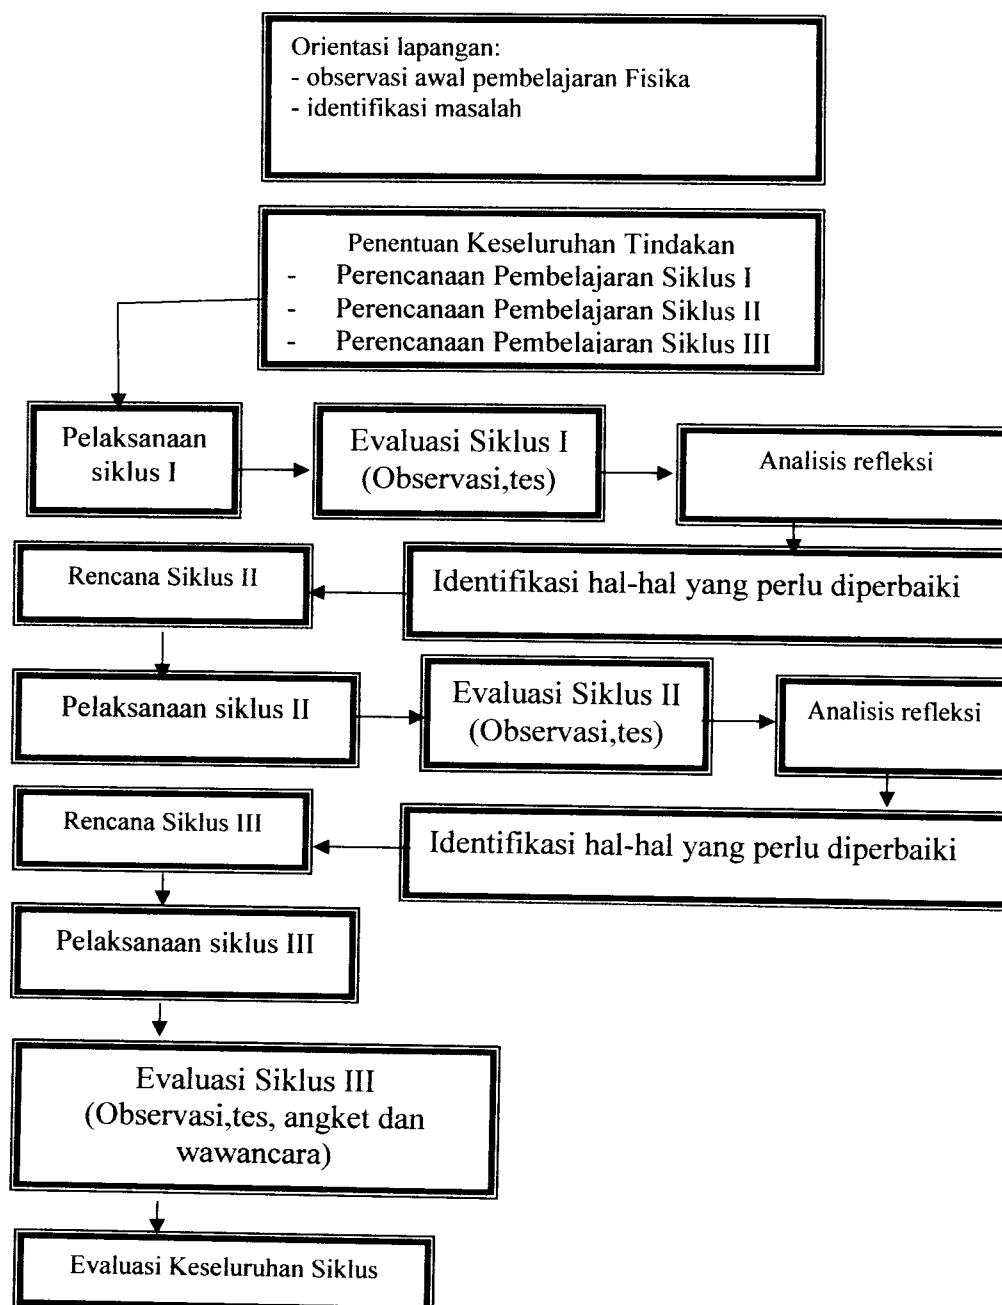 Orientasi lapangan:
- observasi awal pembelajaran Fisika
- identifikasi masalah
Penentuan Keseluruhan Tindakan
- Perencanaan Pembelajaran Siklus I
- Perencanaan Pembelajaran Siklus II
- Perencanaan Pembelajaran Siklus III
Pelaksanaan
siklus I
Evaluasi Siklus I
(Observasi,tes)
Analisis refleksi
Rencana Siklus II
Identifikasi hal-hal yang perlu diperbaiki
Pelaksanaan siklus II
Evaluasi Siklus II
(Observasi,tes)
Analisis refleksi
Rencana Siklus III
Identifikasi hal-hal yang perlu diperbaiki
Pelaksanaan siklus III
Evaluasi Siklus III
(Observasi,tes, angket dan
wawancara)
Evaluasi Keseluruhan Siklus